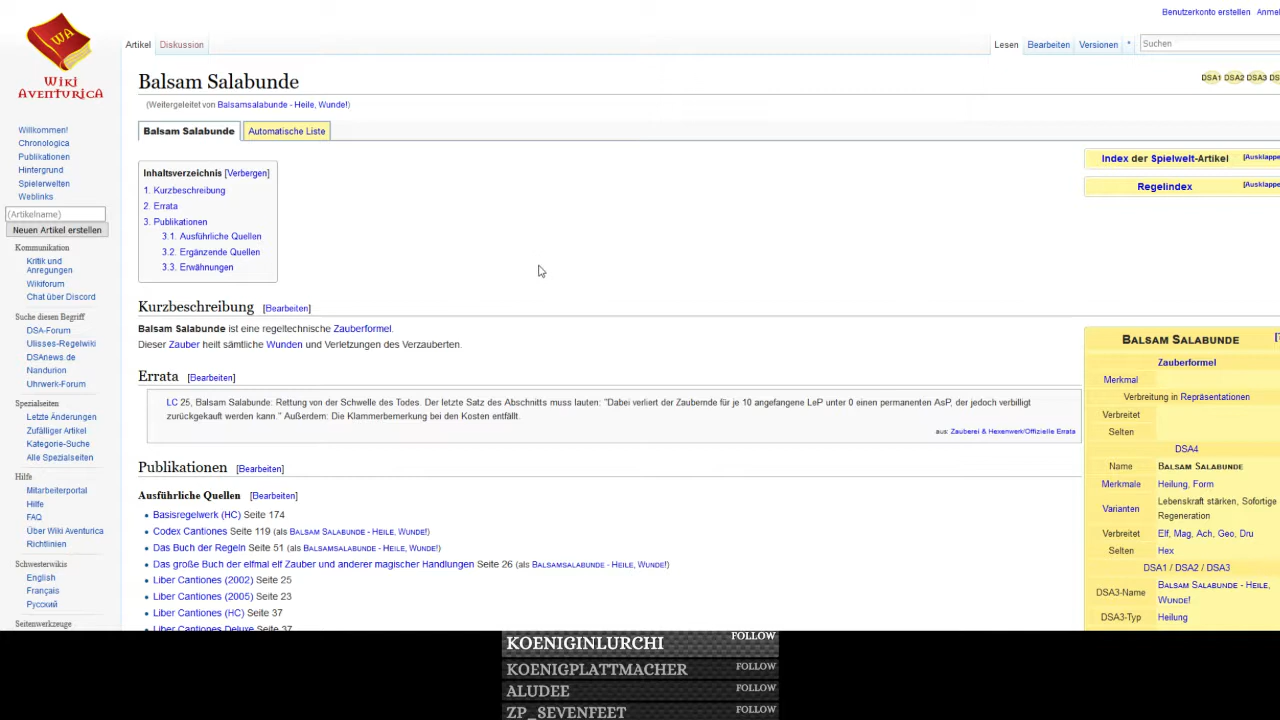 Benutzerkonto erstellen Anme
WA
WIKI
AVENTURICA
Artikel Diskussion
Lesen Bearbeiten Versionen * Suchen
Balsam Salabunde
DSA1 DSA2 DSA3 DS
(Weitergeleitet von Balsamsalabunde - Heile, Wunde!)
Balsam Salabunde Automatische Liste
Willkommen!
Chronologica
Publikationen
Hintergrund
Spielerwelten
Weblinks
(Artikelname)
Neuen Artikel erstellen
Kommunikation
Kritik und
Anregungen
Wikiforum
Chat über Discord
Suche diesen Begriff
DSA-Forum
Ulisses-Regelwiki
DSAnews.de
Nandurion
Uhrwerk-Forum
Spezialseiten
Letzte Änderungen
Zufälliger Artikel
Kategorie-Suche
Alle Spezialseiten
Hilfe
Mitarbeiterportal
Hilfe
FAQ
Über Wiki Aventurica
Richtlinien
Schwesterwikis
English
Français
Русский
Seitenwerkzeuge
Inhaltsverzeichnis [Verbergen]
1. Kurzbeschreibung
2. Errata
3. Publikationen
3.1. Ausführliche Quellen
3.2. Ergänzende Quellen
3.3. Erwähnungen
Index der Spielwelt-Artikel [Ausklappe
Regelindex [Ausklappe
Kurzbeschreibung [Bearbeiten]
Balsam Salabunde ist eine regeltechnische Zauberformel.
Dieser Zauber heilt sämtliche Wunden und Verletzungen des Verzauberten.
Errata [Bearbeiten]
LC 25, Balsam Salabunde: Rettung von der Schwelle des Todes. Der letzte Satz des Abschnitts muss lauten: "Dabei verliert der Zaubernde für je 10 angefangene LeP unter 0 einen permanenten AsP, der jedoch verbilligt
zurückgekauft werden kann." Außerdem: Die Klammerbemerkung bei den Kosten entfällt.
aus: Zauberei & Hexenwerk/Offizielle Errata
Publikationen [Bearbeiten]
Ausführliche Quellen [Bearbeiten]
Basisregelwerk (HC) Seite 174
Codex Cantiones Seite 119 (als BALSAM SALABUNDE - HEILE, WUNDE!)
Das Buch der Regeln Seite 51 (als BALSAMSALABUNDE - HEILE, WUNDE!)
Das große Buch der elfmal elf Zauber und anderer magischer Handlungen Seite 26 (als BALSAMSALABUNDE - HEILE, WUNDE!)
Liber Cantiones (2002) Seite 25
Liber Cantiones (2005) Seite 23
Liber Cantiones (HC) Seite 37
Liber Cantiones Deluxe Seite 37
BALSAM SALABUNDE [
Zauberformel
Merkmal
Verbreitung in Repräsentationen
Verbreitet
Selten
DSA4
Name BALSAM SALABUNDE
Merkmale Heilung, Form
Varianten Lebenskraft stärken, Sofortige
Regeneration
Verbreitet Elf, Mag, Ach, Geo, Dru
Selten Hex
DSA1 / DSA2 / DSA3
DSA3-Name BALSAM SALABUNDE - HEILE,
WUNDE!
DSA3-Typ Heilung
KOENIGINLURCHI FOLLOW
KOENIGPLATTMACHER FOLLOW
ALUDEE FOLLOW
ZP_SEVENFEET FOLLOW